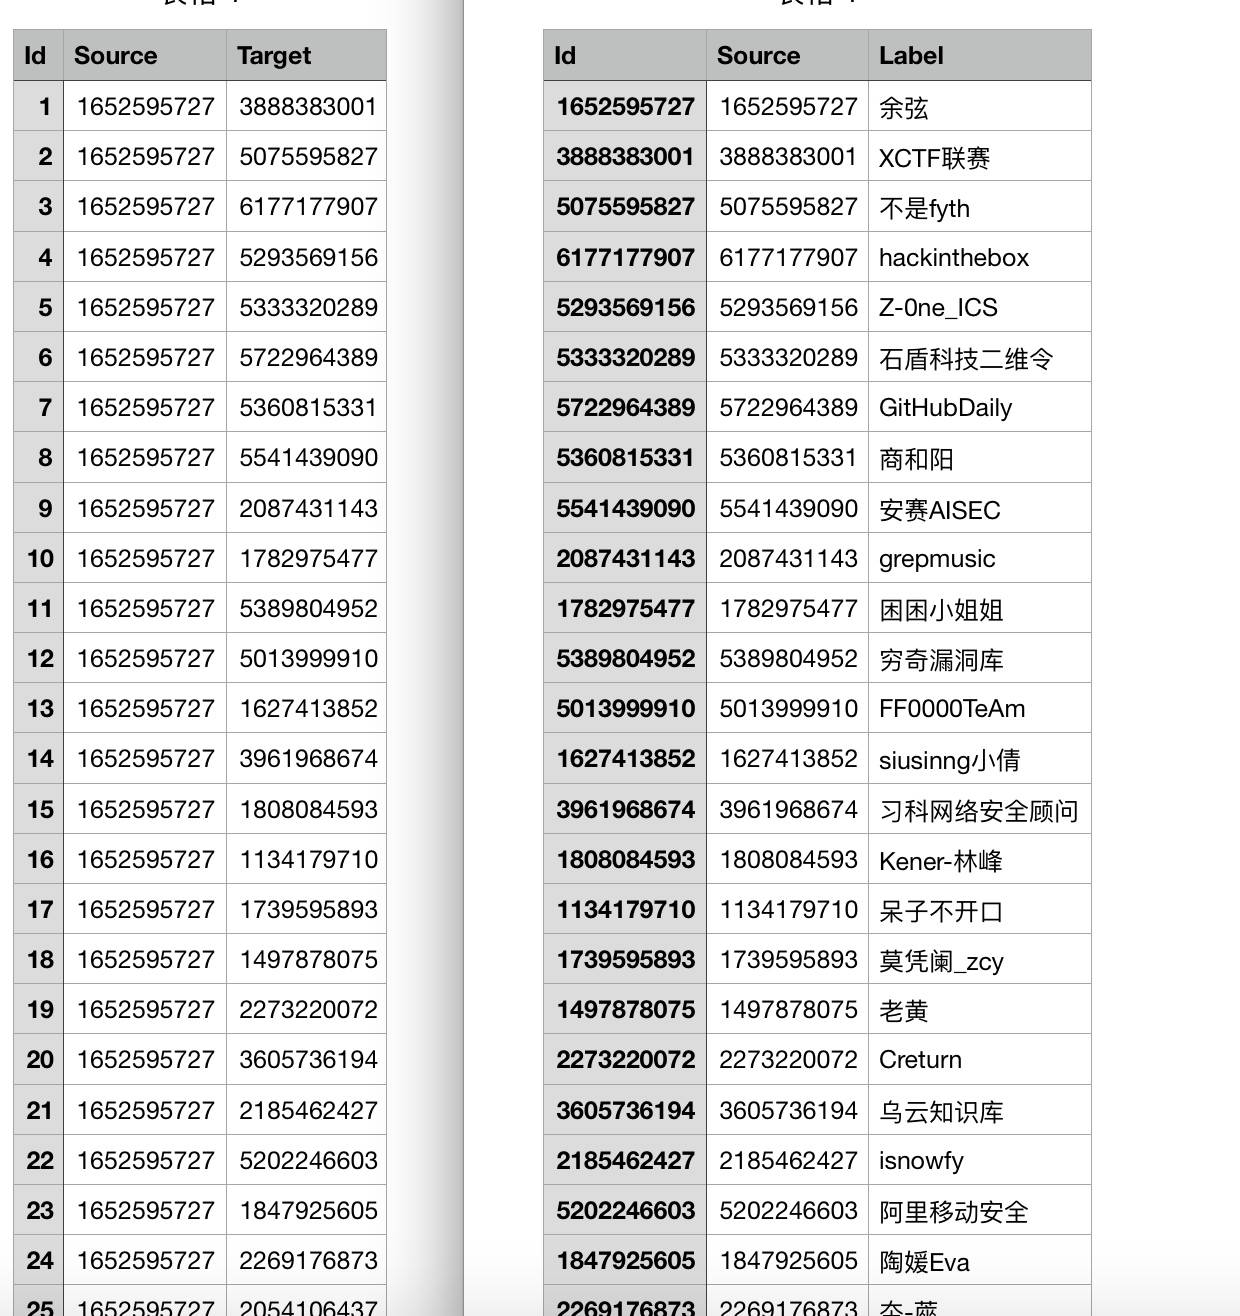 Id Source Target
1 1652595727 3888383001
2 1652595727 5075595827
3 1652595727 6177177907
4 1652595727 5293569156
5 1652595727 5333320289
6 1652595727 5722964389
7 1652595727 5360815331
8 1652595727 5541439090
9 1652595727 2087431143
10 1652595727 1782975477
11 1652595727 5389804952
12 1652595727 5013999910
13 1652595727 1627413852
14 1652595727 3961968674
15 1652595727 1808084593
16 1652595727 1134179710
17 1652595727 1739595893
18 1652595727 1497878075
19 1652595727 2273220072
20 1652595727 3605736194
21 1652595727 2185462427
22 1652595727 5202246603
23 1652595727 1847925605
24 1652595727 2269176873
25 1652595727 2054106437
Id Source Label
1652595727 1652595727 余弦
3888383001 3888383001 XCTF联赛
5075595827 5075595827 不是fyth
6177177907 6177177907 hackinthebox
5293569156 5293569156 Z-0ne_ICS
5333320289 5333320289 石盾科技二维令
5722964389 5722964389 GitHubDaily
5360815331 5360815331 商和阳
5541439090 5541439090 安赛AISEC
2087431143 2087431143 grepmusic
1782975477 1782975477 困困小姐姐
5389804952 5389804952 穷奇漏洞库
5013999910 5013999910 FF0000TeAm
1627413852 1627413852 siusinng小倩
3961968674 3961968674 习科网络安全顾问
1808084593 1808084593 Kener-林峰
1134179710 1134179710 呆子不开口
1739595893 1739595893 莫凭阑_zcy
1497878075 1497878075 老黄
2273220072 2273220072 Creturn
3605736194 3605736194 乌云知识库
2185462427 2185462427 isnowfy
5202246603 5202246603 阿里移动安全
1847925605 1847925605 陶媛Eva
2269176873 2269176873